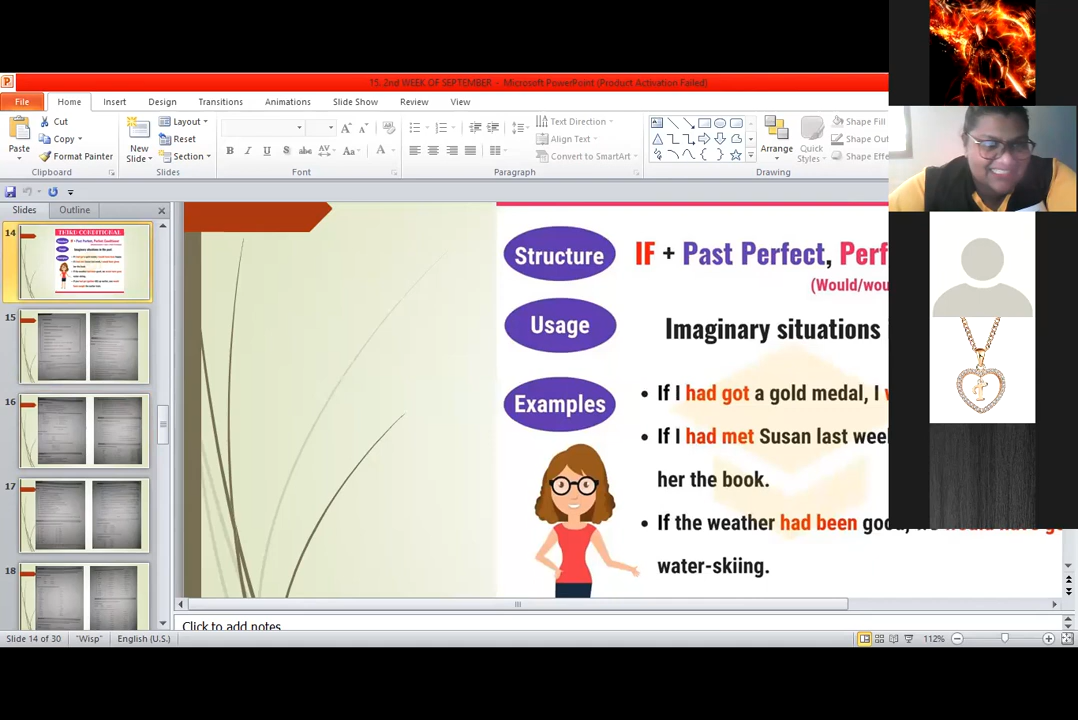 15. 2nd WEEK OF SEPTEMBER - Microsoft PowerPoint (Product Activation Failed)
File Home Insert Design Transitions Animations Slide Show Review View
Paste
Cut
Copy
Format Painter
Clipboard
New
Slide
Layout
Reset
Section
Slides
Font
Text Direction
Align Text
Convert to SmartArt
Paragraph
Arrange
Quick
Styles
Shape Fill
Shape
Drawing
Slides Outline
14
THIRD CONDITIONAL
15
16
17
18
Structure
IF + Past Perfect, Perf
(Would/wou
Usage
Imaginary situations
Examples
If I had got a gold medal, I
If I had met Susan last wee
her the book.
If the weather had been
water-skiing.
Click to add notes
Slide 14 of 30 "Wisp" English (U.S.) 112%